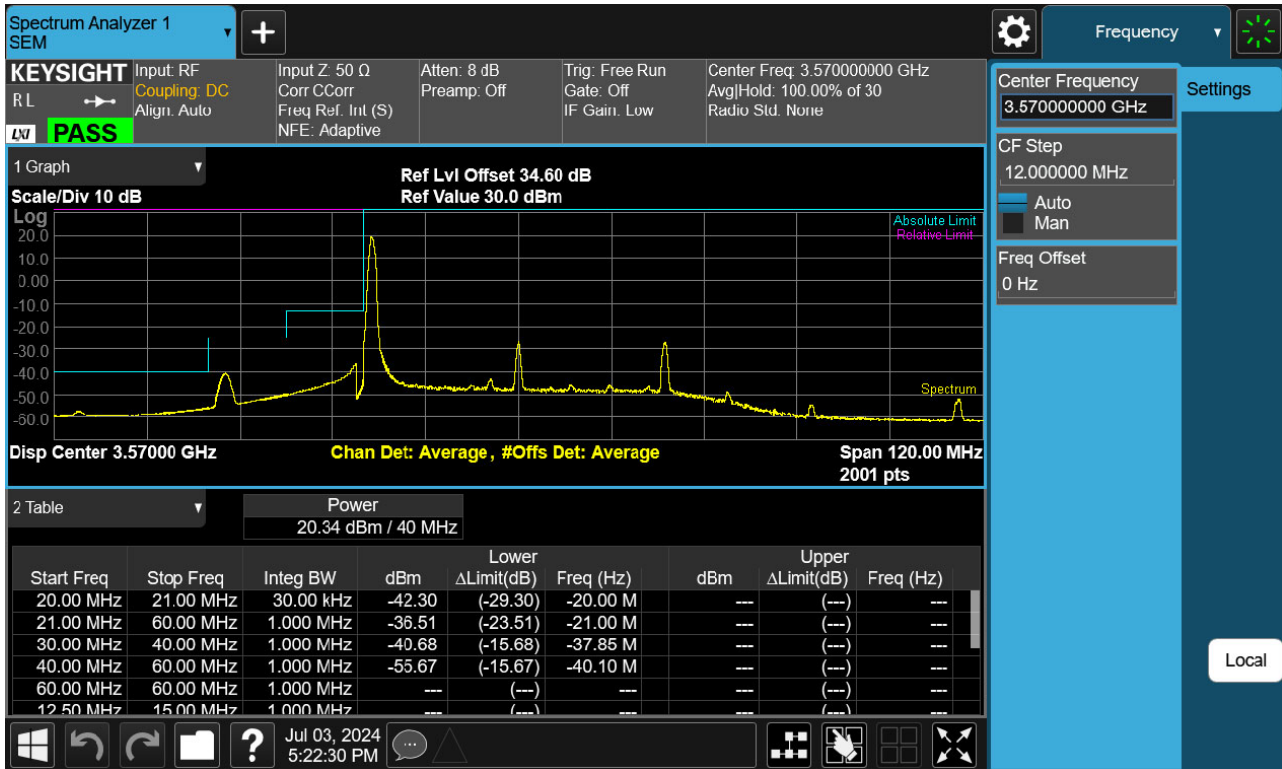 Spectrum Analyzer 1
SEM
+
Frequency
KEYSIGHT
RL
LXI
PASS
Input: RF
Coupling: DC
Align: Auto
Input Z: 50 Ω
Corr CCorr
Freq Ref: Int (S)
NFE: Adaptive
Atten: 8 dB
Preamp: Off
Trig: Free Run
Gate: Off
IF Gain: Low
Center Freq: 3.570000000 GHz
Avg|Hold: 100.00% of 30
Radio Std: None
Center Frequency
3.570000000 GHz
Settings
CF Step
12.000000 MHz
Auto
Man
Freq Offset
0 Hz
1 Graph
Scale/Div 10 dB
Ref Lvl Offset 34.60 dB
Ref Value 30.0 dBm
Log
Absolute Limit
Relative Limit
20.0
10.0
0.00
-10.0
-20.0
-30.0
-40.0
-50.0
-60.0
Spectrum
Disp Center 3.57000 GHz
Chan Det: Average , #Offs Det: Average
Span 120.00 MHz
2001 pts
2 Table
Power
20.34 dBm / 40 MHz
Lower Upper
Start Freq Stop Freq Integ BW dBm ΔLimit(dB) Freq (Hz) dBm ΔLimit(dB) Freq (Hz)
20.00 MHz 21.00 MHz 30.00 kHz -42.30 (-29.30) -20.00 M --- (---) ---
21.00 MHz 60.00 MHz 1.000 MHz -36.51 (-23.51) -21.00 M --- (---) ---
30.00 MHz 40.00 MHz 1.000 MHz -40.68 (-15.68) -37.85 M --- (---) ---
40.00 MHz 60.00 MHz 1.000 MHz -55.67 (-15.67) -40.10 M --- (---) ---
60.00 MHz 60.00 MHz 1.000 MHz --- (---) --- --- (---) ---
12.50 MHz 15.00 MHz 1.000 MHz --- (---) --- --- (---) ---
Local
?
Jul 03, 2024
5:22:30 PM